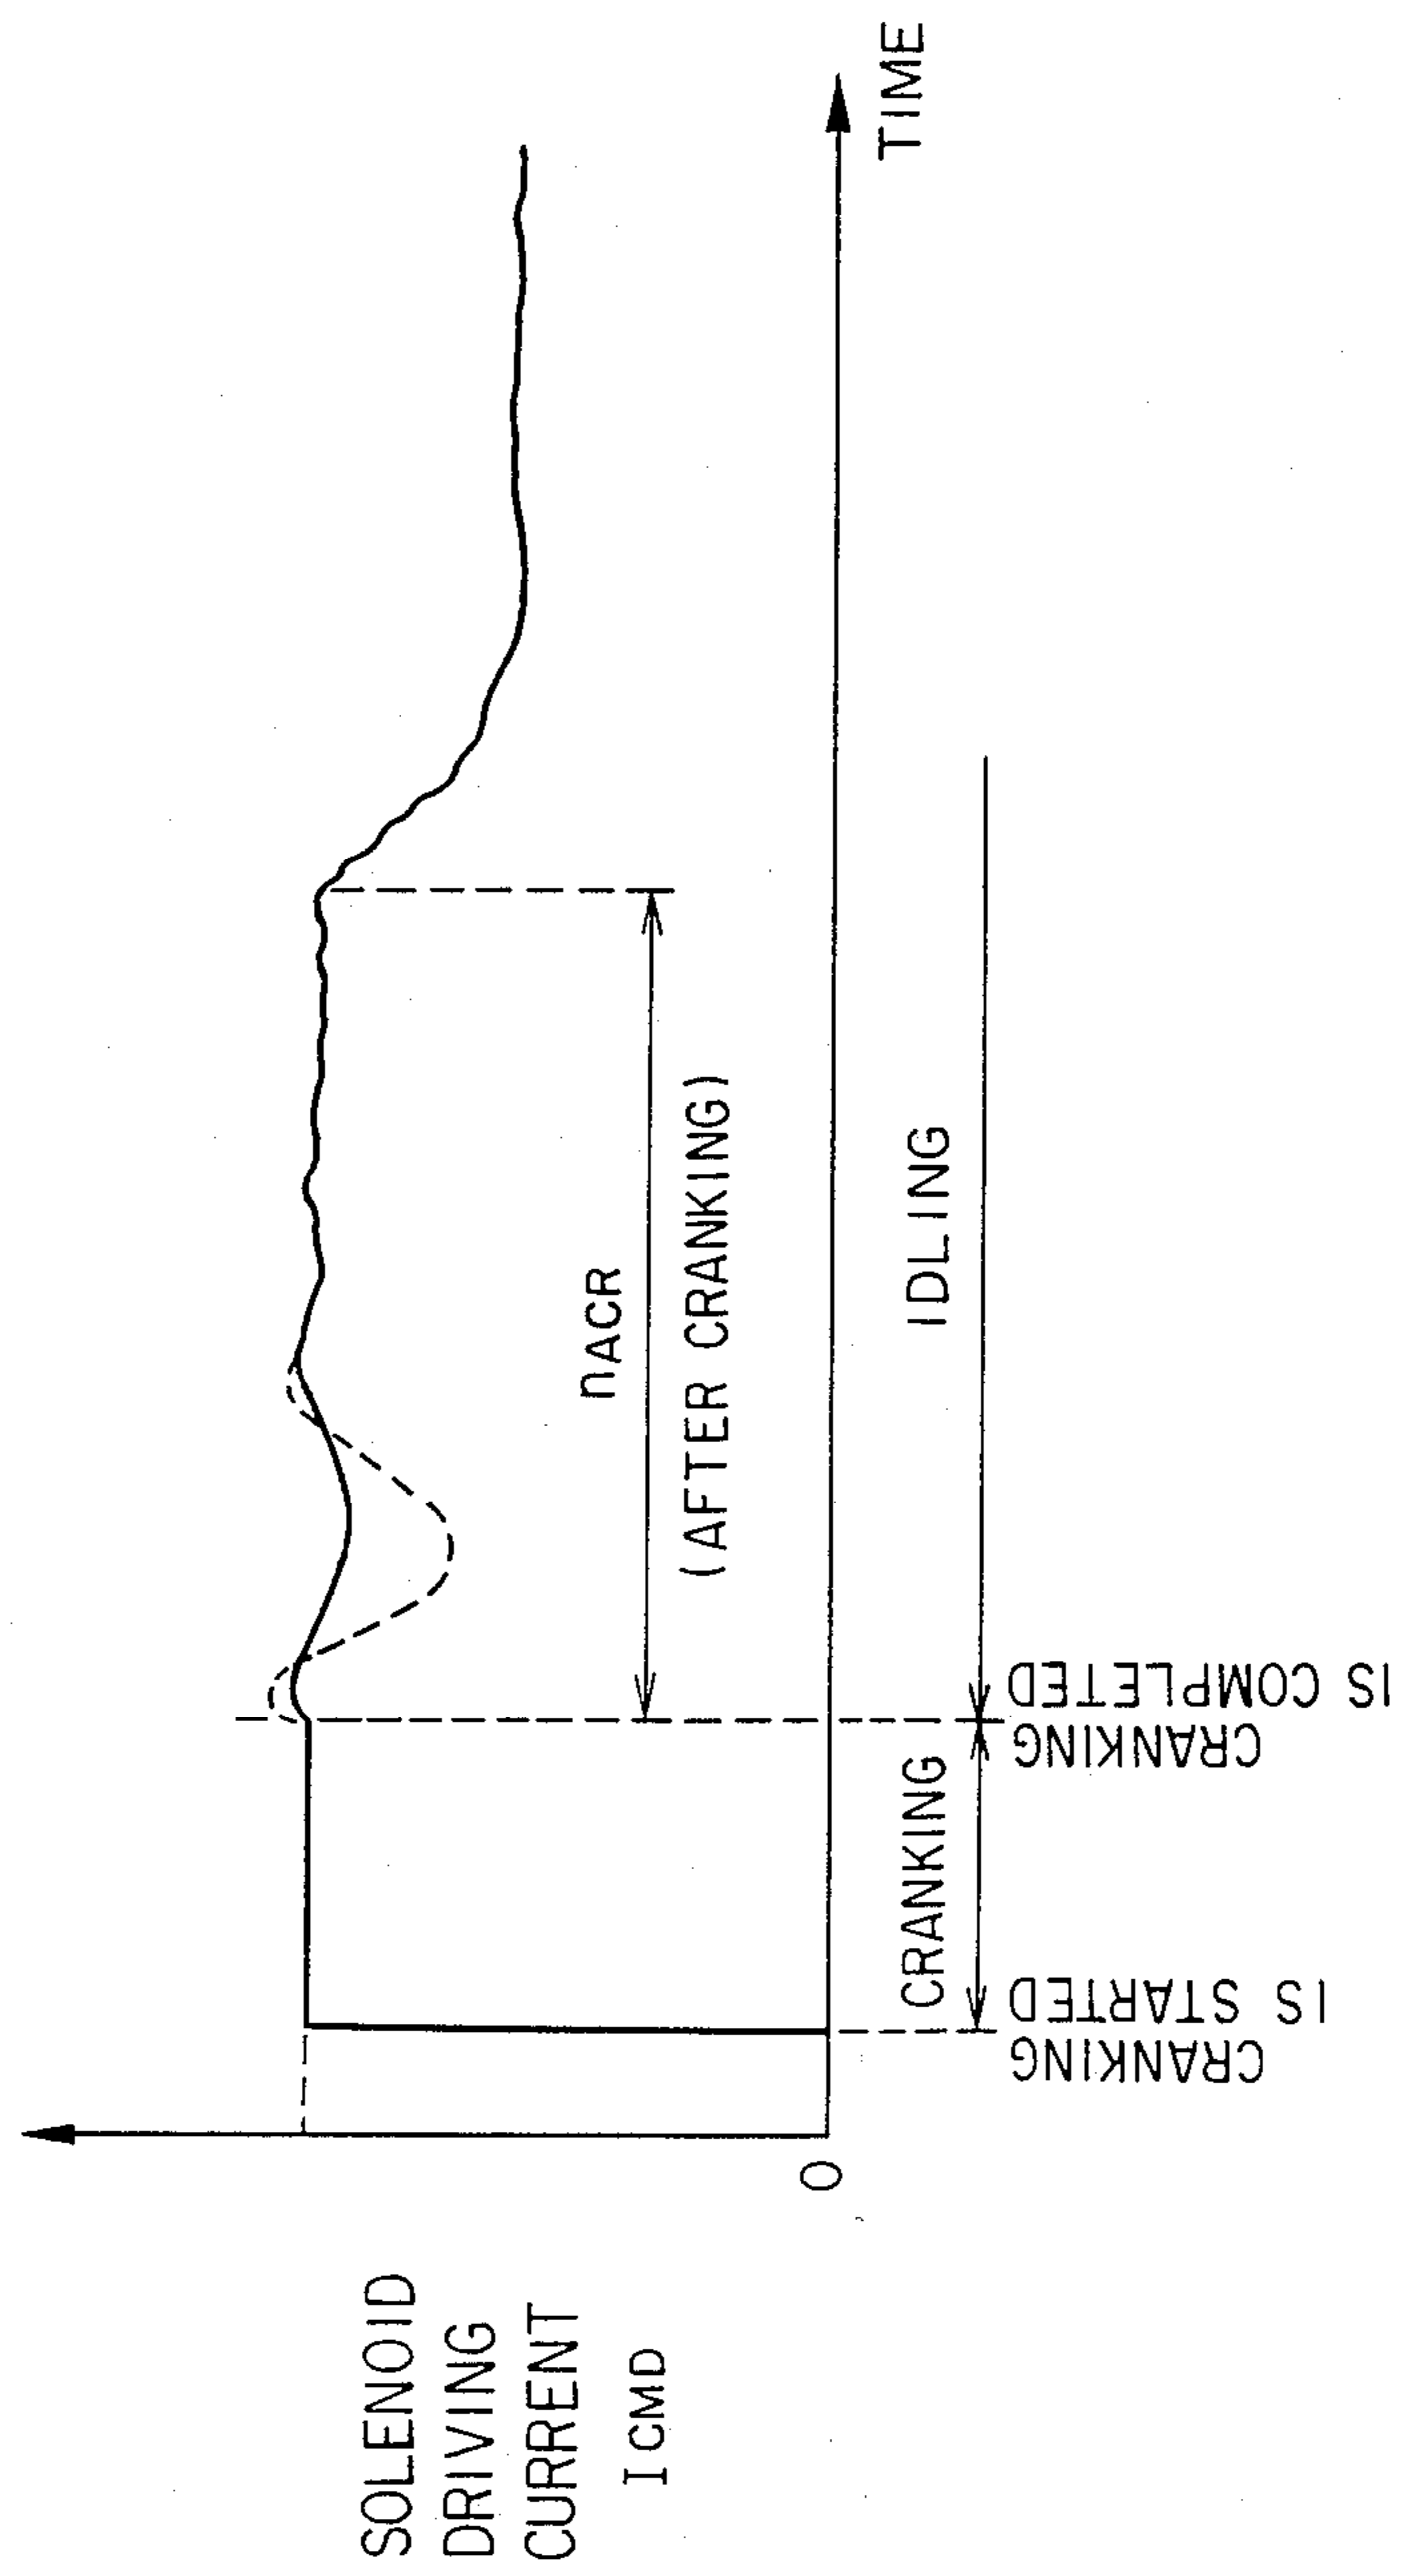 SOLENOID
DRIVING
CURRENT
ICMD
nACR
(AFTER CRANKING)
0
TIME
CRANKING
IDLING
CRANKING
IS STARTED
CRANKING
IS COMPLETED